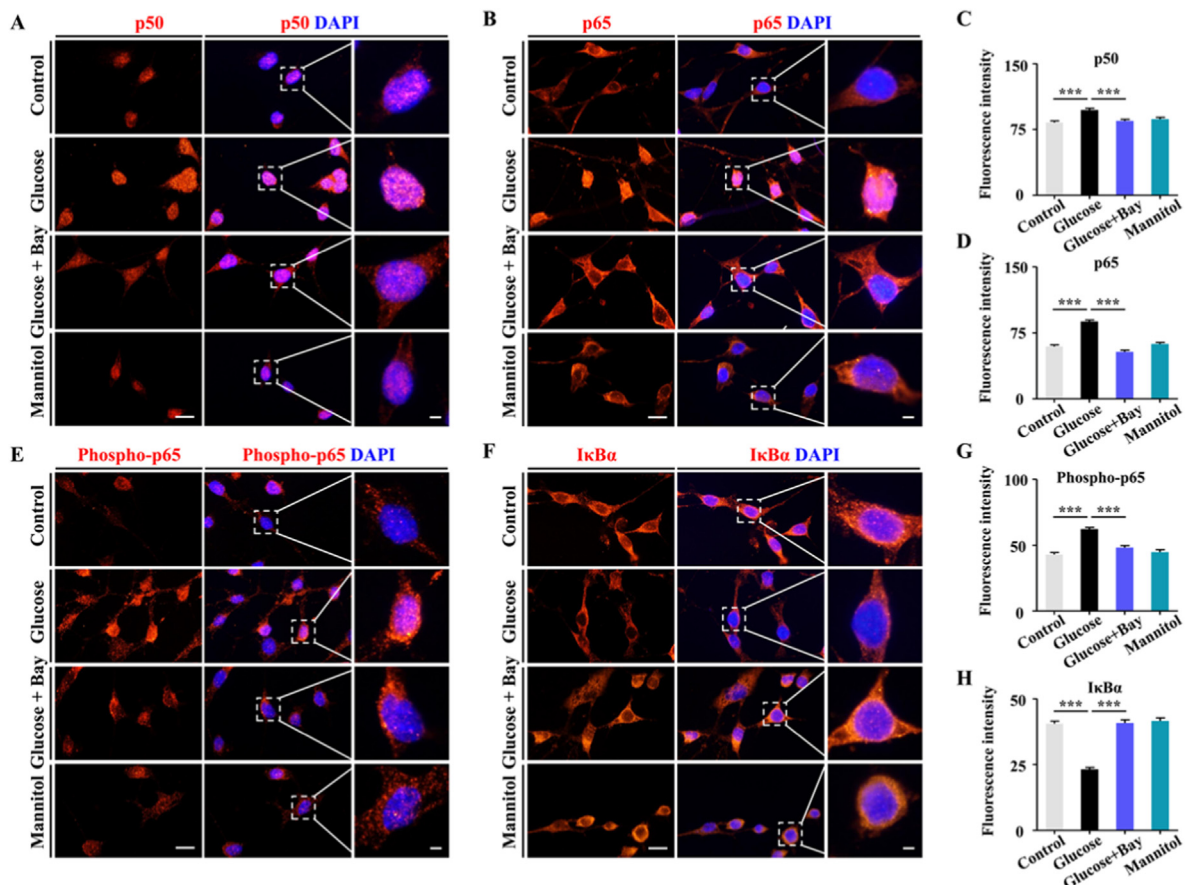 A
p50
p50 DAPI
Control
Glucose
Glucose + Bay
Mannitol
B
p65
p65 DAPI
Control
Glucose
Glucose + Bay
Mannitol
C
p50
Fluorescence intensity
150
75
0
*** ***
Control
Glucose
Glucose+Bay
Mannitol
D
p65
Fluorescence intensity
150
75
0
*** ***
Control
Glucose
Glucose+Bay
Mannitol
E
Phospho-p65
Phospho-p65 DAPI
Control
Glucose
Glucose + Bay
Mannitol
F
IκBα
IκBα DAPI
Control
Glucose
Glucose + Bay
Mannitol
G
Phospho-p65
Fluorescence intensity
100
50
0
*** ***
Control
Glucose
Glucose+Bay
Mannitol
H
IκBα
Fluorescence intensity
50
25
0
*** ***
Control
Glucose
Glucose+Bay
Mannitol